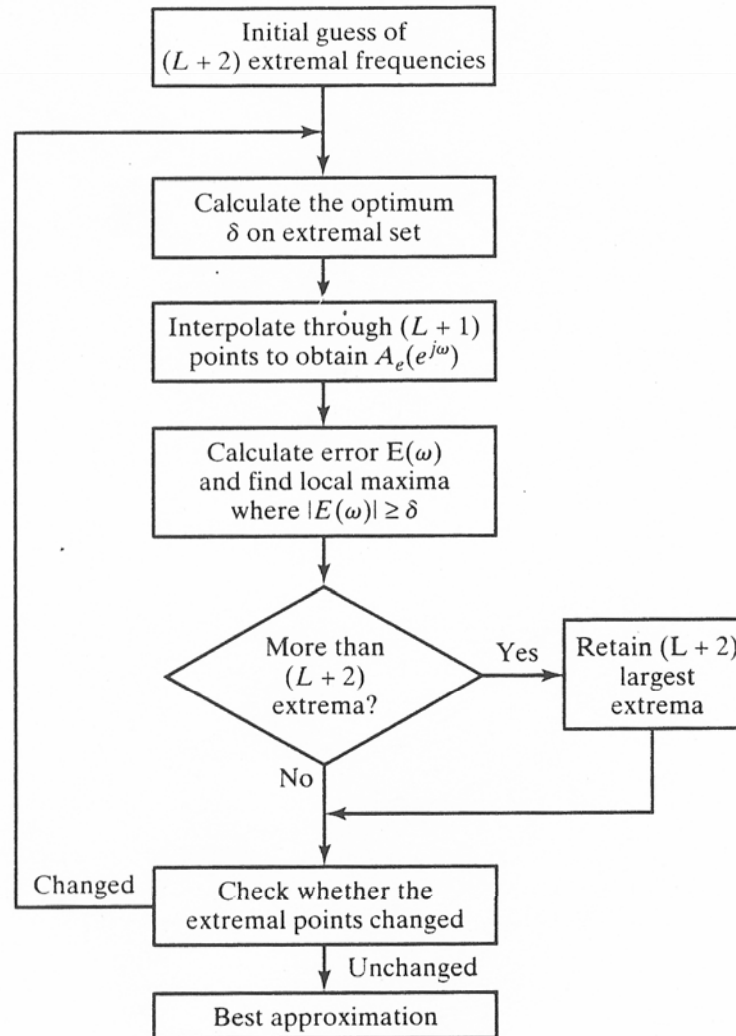 Initial guess of
(L + 2) extremal frequencies
Calculate the optimum
δ on extremal set
Interpolate through (L + 1)
points to obtain Aₑ(e^{jω})
Calculate error E(ω)
and find local maxima
where |E(ω)| ≥ δ
More than
(L + 2)
extrema?
Yes
Retain (L + 2)
largest
extrema
No
Changed
Check whether the
extremal points changed
Unchanged
Best approximation